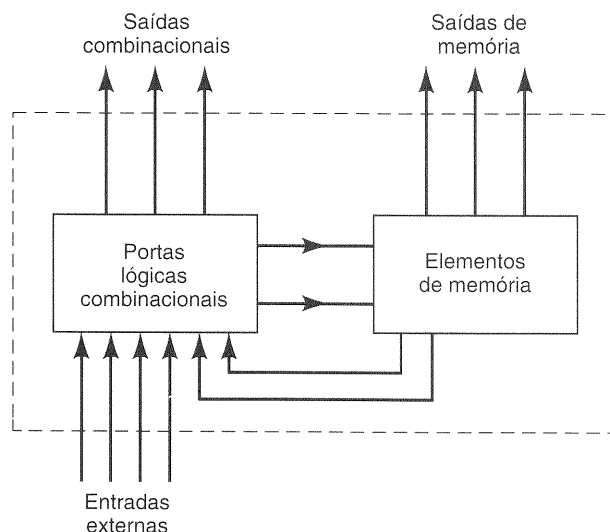 Saídas
combinacionais
Saídas de
memória
Portas
lógicas
combinacionais
Elementos
de memória
Entradas
externas